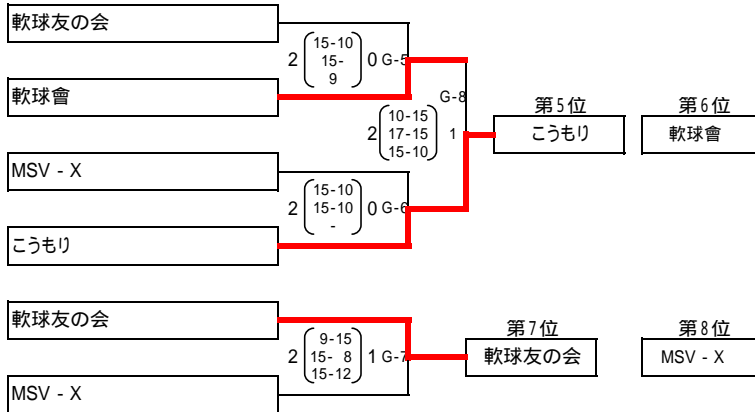 軟球友の会
2 15-10 0 G-5
15-
9
軟球會
G-8
10-15
2 17-15 1
15-10
第5位 第6位
こうもり 軟球會
MSV - X
15-10
2 15-10 0 G-6
-
こうもり
軟球友の会
9-15
2 15- 8 1 G-7
15-12
第7位 第8位
軟球友の会 MSV - X
MSV - X